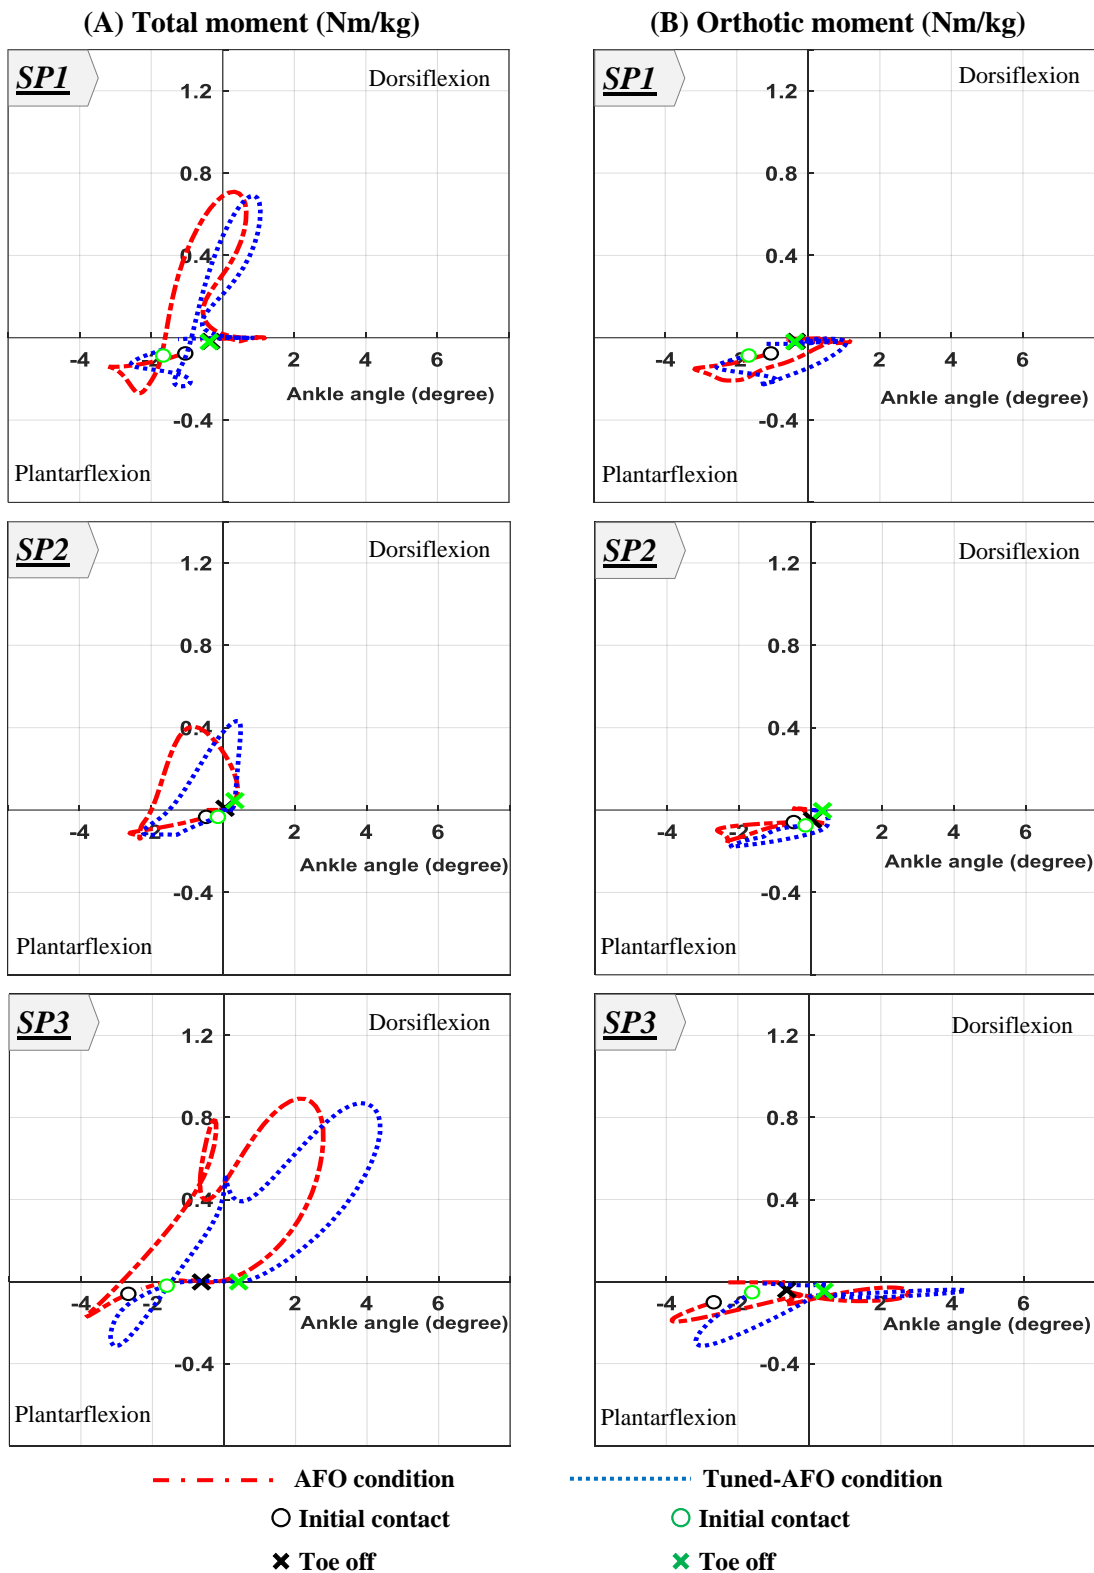 (A) Total moment (Nm/kg)
(B) Orthotic moment (Nm/kg)
SP1
Dorsiflexion
1.2
0.8
0.4
-4
-2
2
4
6
Ankle angle (degree)
-0.4
Plantarflexion
SP1
Dorsiflexion
1.2
0.8
0.4
-4
-2
2
4
6
Ankle angle (degree)
-0.4
Plantarflexion
SP2
Dorsiflexion
1.2
0.8
0.4
-4
-2
2
4
6
Ankle angle (degree)
-0.4
Plantarflexion
SP2
Dorsiflexion
1.2
0.8
0.4
-4
-2
2
4
6
Ankle angle (degree)
-0.4
Plantarflexion
SP3
Dorsiflexion
1.2
0.8
0.4
-4
-2
2
4
6
Ankle angle (degree)
-0.4
Plantarflexion
SP3
Dorsiflexion
1.2
0.8
0.4
-4
-2
2
4
6
Ankle angle (degree)
-0.4
Plantarflexion
AFO condition
Tuned-AFO condition
Initial contact
Initial contact
Toe off
Toe off